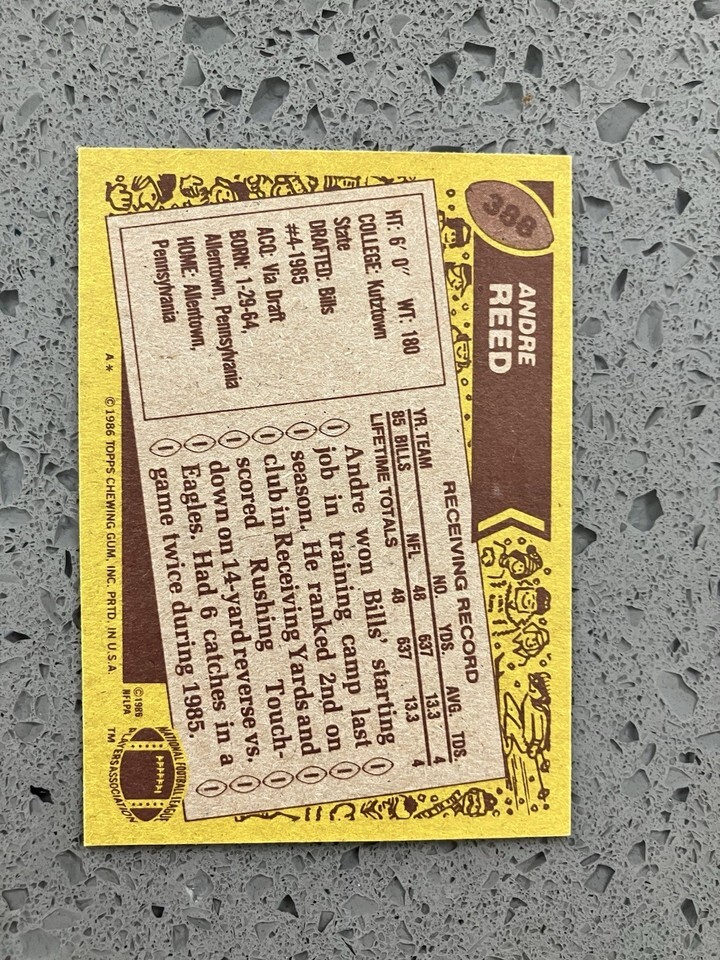 388
ANDRE
REED
HT: 6' 0" WT: 180
COLLEGE: Kutztown
State
DRAFTED: Bills
#4-1985
ACQ: Via Draft
BORN: 1-29-64,
Allentown, Pennsylvania
HOME: Allentown,
Pennsylvania
RECEIVING RECORD
YR. TEAM NO. YDS. AVG. TDS.
85 BILLS NFL 48 637 13.3 4
LIFETIME TOTALS 48 637 13.3 4
Andre won Bills' starting
job in training camp last
season. He ranked 2nd on
club in Receiving Yards and
scored Rushing Touch-
down on 14-yard reverse vs.
Eagles. Had 6 catches in a
game twice during 1985.
A* © 1986 TOPPS CHEWING GUM, INC. PRTD. IN U.S.A.
© 1986
NFLPA
TM
NATIONAL FOOTBALL LEAGUE
PLAYERS ASSOCIATION